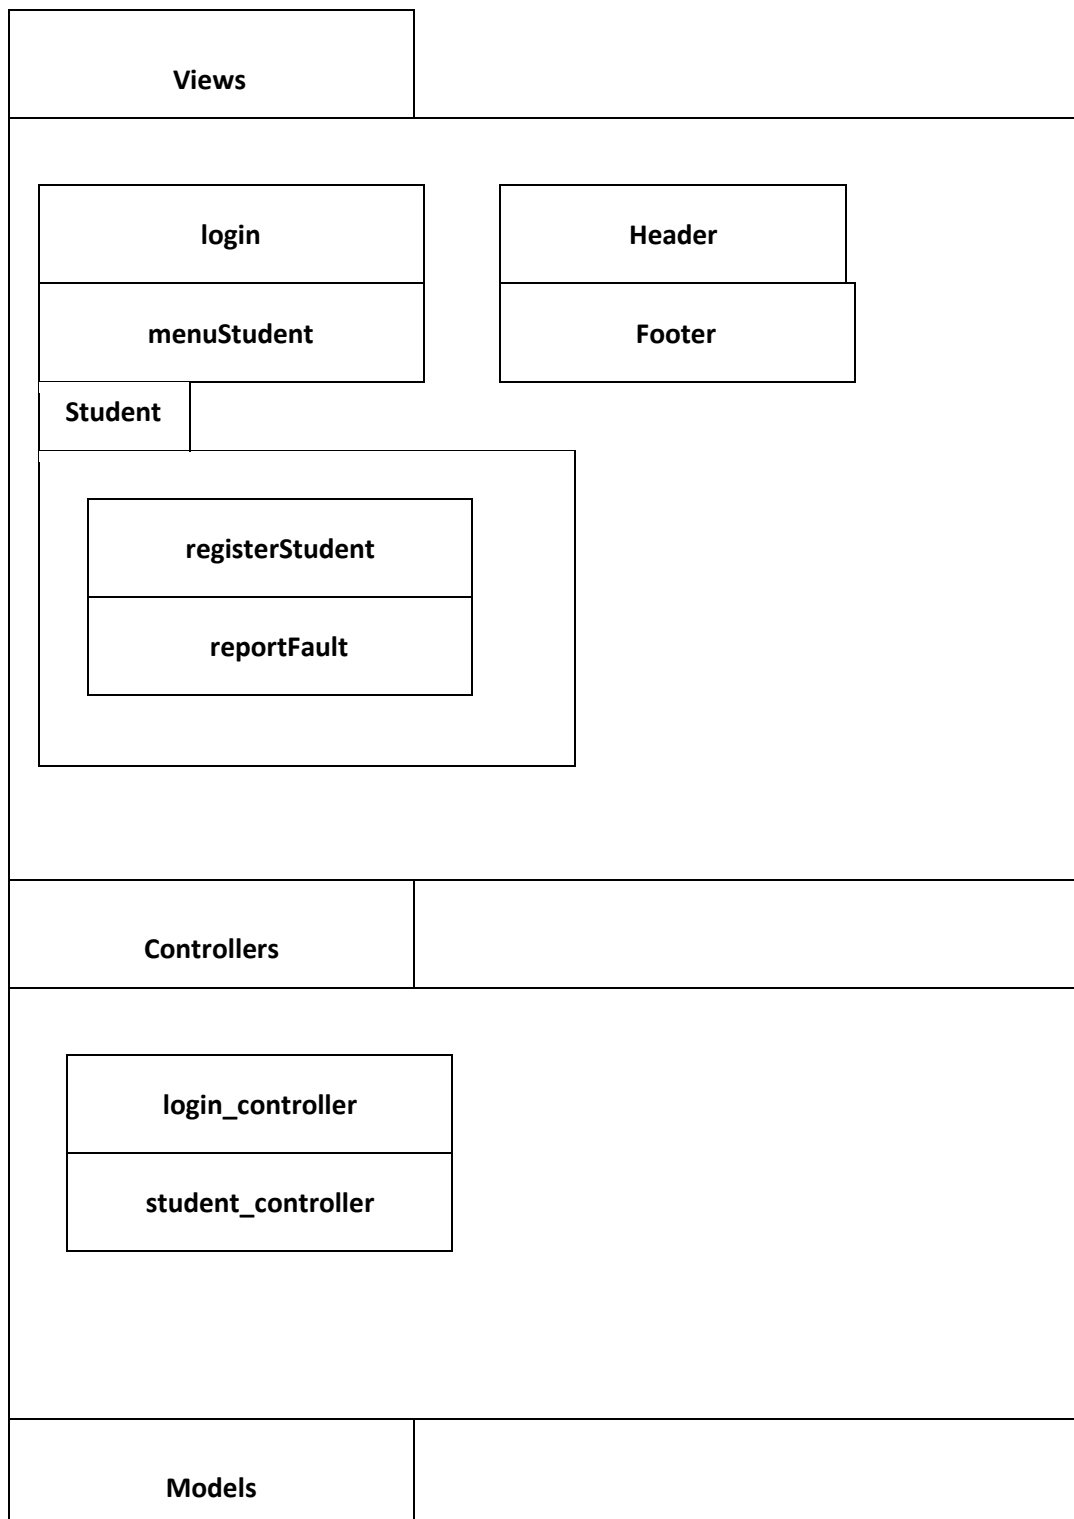 Views
login
Header
menuStudent
Footer
Student
registerStudent
reportFault
Controllers
login_controller
student_controller
Models